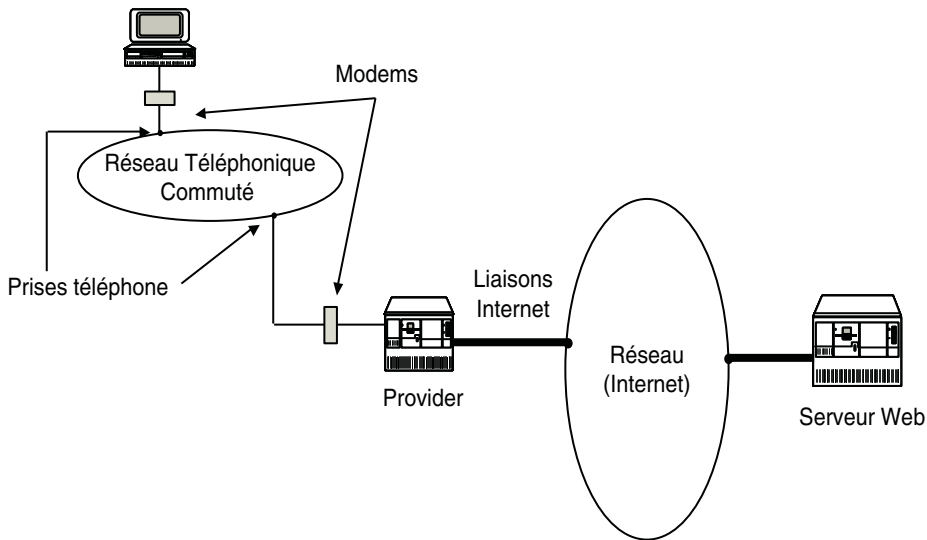 Modems
Réseau Téléphonique
Commuté
Prises téléphone
Liaisons
Internet
Provider
Réseau
(Internet)
Serveur Web